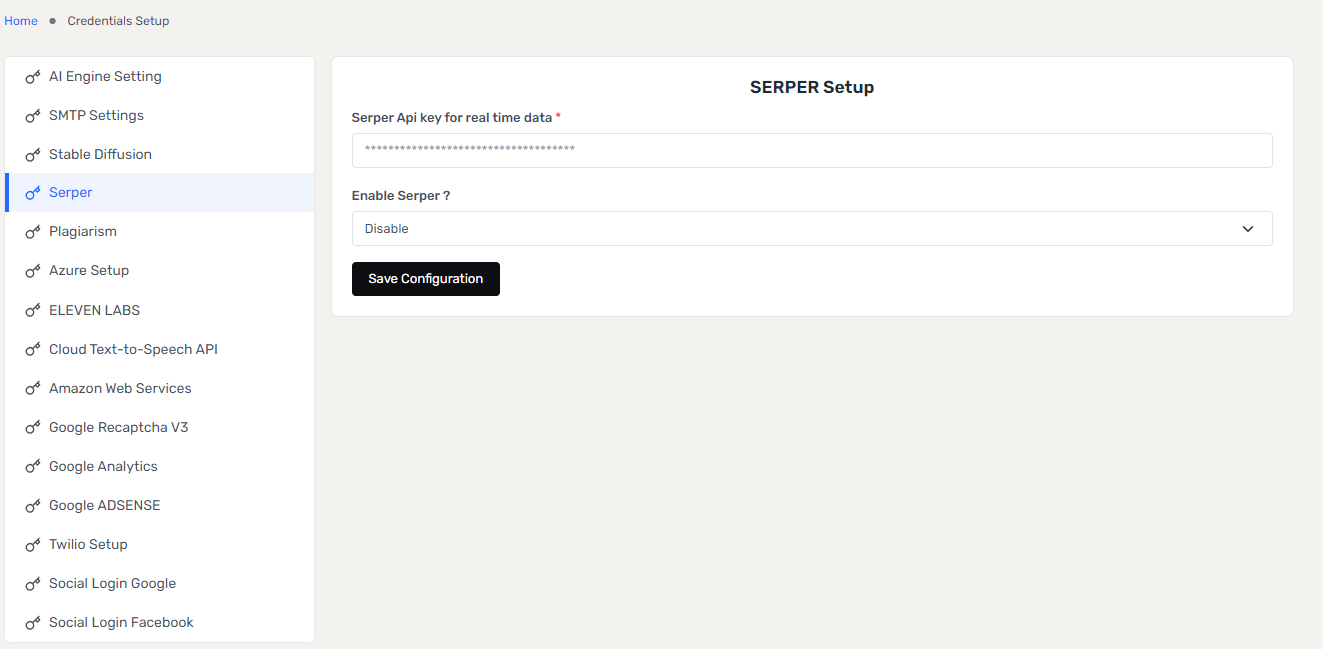 Home ● Credentials Setup
AI Engine Setting
SMTP Settings
Stable Diffusion
Serper
Plagiarism
Azure Setup
ELEVEN LABS
Cloud Text-to-Speech API
Amazon Web Services
Google Recaptcha V3
Google Analytics
Google ADSENSE
Twilio Setup
Social Login Google
Social Login Facebook
SERPER Setup
Serper Api key for real time data *
************************************
Enable Serper ?
Disable
Save Configuration